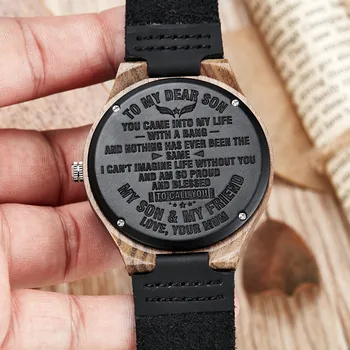 TO MY DEAR SON
YOU CAME INTO MY LIFE
WITH A BANG
AND NOTHING HAS EVER BEEN THE
SAME
I CAN'T IMAGINE LIFE WITHOUT YOU
AND AM SO PROUD
AND BLESSED
TO CALL YOU
MY SON & MY FRIEND
LOVE, YOUR MUM